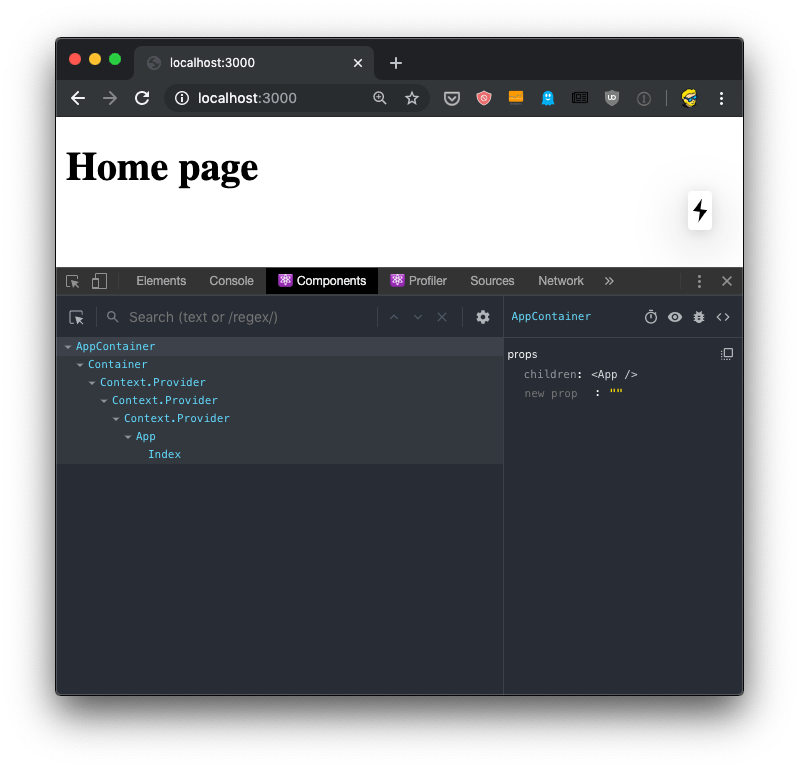 localhost:3000
localhost:3000
Home page
Elements Console Components Profiler Sources Network »
Search (text or /regex/)
AppContainer
AppContainer
Container
Context.Provider
Context.Provider
Context.Provider
App
Index
props
children: <App />
new prop : ""